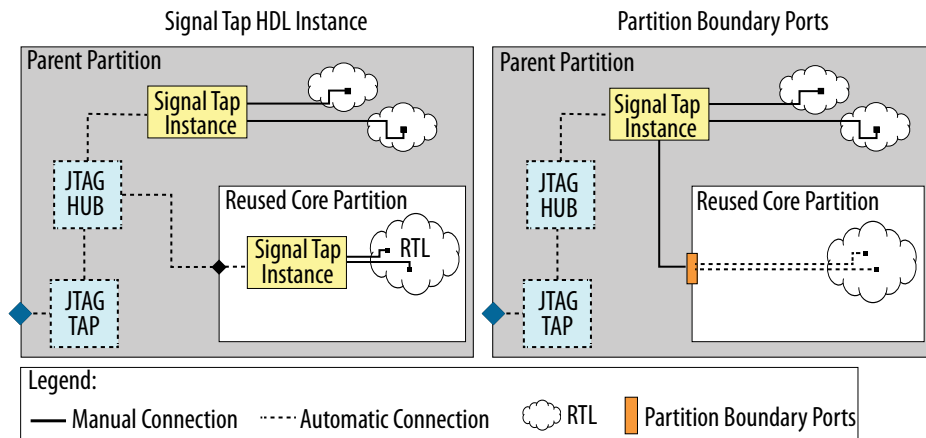 Signal Tap HDL Instance
Partition Boundary Ports
Parent Partition
Signal Tap
Instance
JTAG
HUB
Reused Core Partition
Signal Tap
Instance
RTL
JTAG
TAP
Parent Partition
Signal Tap
Instance
JTAG
HUB
Reused Core Partition
JTAG
TAP
Legend:
Manual Connection
Automatic Connection
RTL
Partition Boundary Ports